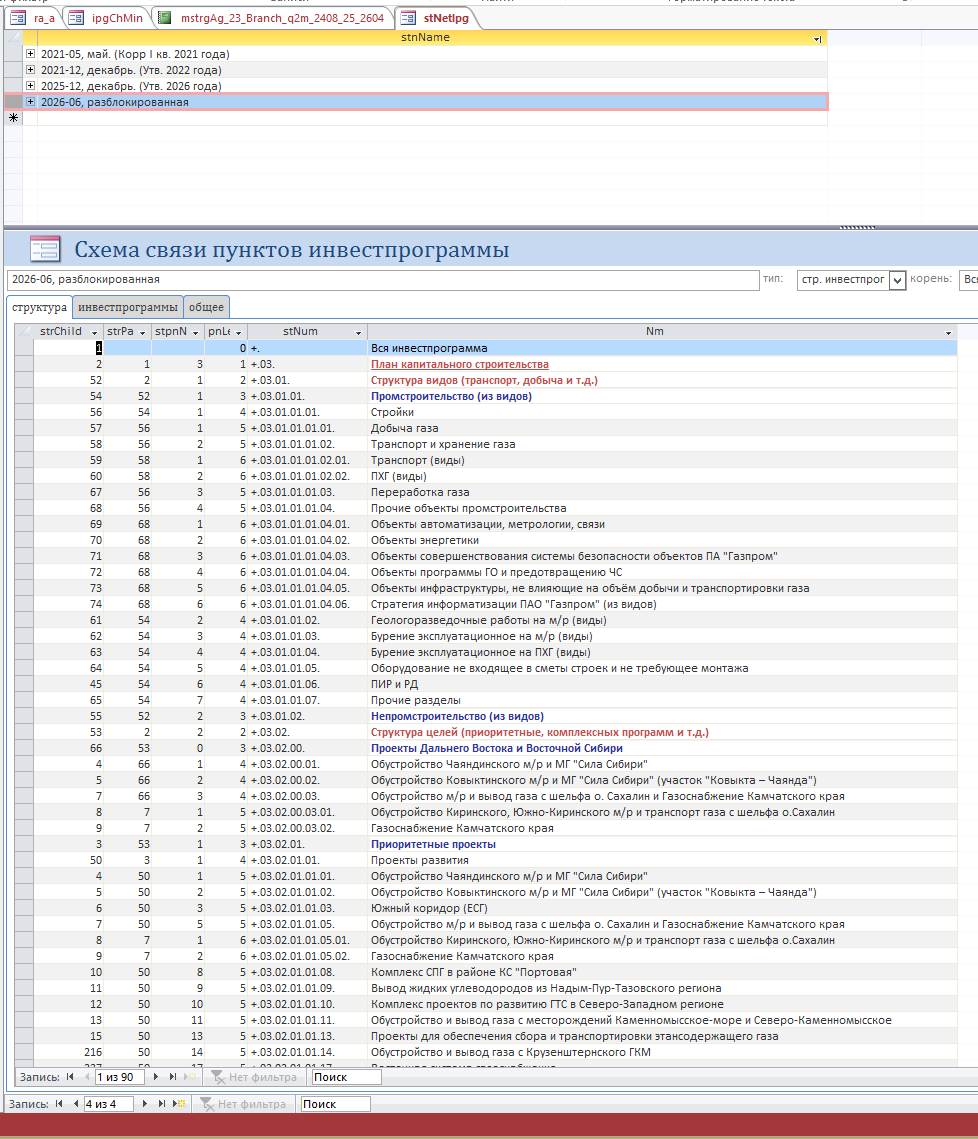 ra_a ipgChMin mstrgAg_23_Branch_q2m_2408_25_2604 stNetIpg
stnName
2021-05, май. (Корр I кв. 2021 года)
2021-12, декабрь. (Утв. 2022 года)
2025-12, декабрь. (Утв. 2026 года)
2026-06, разблокированная
Схема связи пунктов инвестпрограммы
2026-06, разблокированная тип: стр. инвестпрог корень:
структура инвестпрограммы общее
strChild strPa stpnN pnLe stNum Nm
1 0 +. Вся инвестпрограмма
2 1 3 1 +.03. План капитального строительства
52 2 1 2 +.03.01. Структура видов (транспорт, добыча и т.д.)
54 52 1 3 +.03.01.01. Промстроительство (из видов)
56 54 1 4 +.03.01.01.01. Стройки
57 56 1 5 +.03.01.01.01.01. Добыча газа
58 56 2 5 +.03.01.01.01.02. Транспорт и хранение газа
59 58 1 6 +.03.01.01.01.02.01. Транспорт (виды)
60 58 2 6 +.03.01.01.01.02.02. ПХГ (виды)
67 56 3 5 +.03.01.01.01.03. Переработка газа
68 56 4 5 +.03.01.01.01.04. Прочие объекты промстроительства
69 68 1 6 +.03.01.01.01.04.01. Объекты автоматизации, метрологии, связи
70 68 2 6 +.03.01.01.01.04.02. Объекты энергетики
71 68 3 6 +.03.01.01.01.04.03. Объекты совершенствования системы безопасности объектов ПА "Газпром"
72 68 4 6 +.03.01.01.01.04.04. Объекты программы ГО и предотвращению ЧС
73 68 5 6 +.03.01.01.01.04.05. Объекты инфраструктуры, не влияющие на объём добычи и транспортировки газа
74 68 6 6 +.03.01.01.01.04.06. Стратегия информатизации ПАО "Газпром" (из видов)
61 54 2 4 +.03.01.01.02. Геологоразведочные работы на м/р (виды)
62 54 3 4 +.03.01.01.03. Бурение эксплуатационное на м/р (виды)
63 54 4 4 +.03.01.01.04. Бурение эксплуатационное на ПХГ (виды)
64 54 5 4 +.03.01.01.05. Оборудование не входящее в сметы строек и не требующее монтажа
45 54 6 4 +.03.01.01.06. ПИР и РД
65 54 7 4 +.03.01.01.07. Прочие разделы
55 52 2 3 +.03.01.02. Непромстроительство (из видов)
53 2 2 2 +.03.02. Структура целей (приоритетные, комплексных программ и т.д.)
66 53 0 3 +.03.02.00. Проекты Дальнего Востока и Восточной Сибири
4 66 1 4 +.03.02.00.01. Обустройство Чаяндинского м/р и МГ "Сила Сибири"
5 66 2 4 +.03.02.00.02. Обустройство Ковыктинского м/р и МГ "Сила Сибири" (участок "Ковыкта – Чаянда")
7 66 3 4 +.03.02.00.03. Обустройство м/р и вывод газа с шельфа о. Сахалин и Газоснабжение Камчатского края
8 7 1 5 +.03.02.00.03.01. Обустройство Киринского, Южно-Киринского м/р и транспорт газа с шельфа о.Сахалин
9 7 2 5 +.03.02.00.03.02. Газоснабжение Камчатского края
3 53 1 3 +.03.02.01. Приоритетные проекты
50 3 1 4 +.03.02.01.01. Проекты развития
4 50 1 5 +.03.02.01.01.01. Обустройство Чаяндинского м/р и МГ "Сила Сибири"
5 50 2 5 +.03.02.01.01.02. Обустройство Ковыктинского м/р и МГ "Сила Сибири" (участок "Ковыкта – Чаянда")
6 50 3 5 +.03.02.01.01.03. Южный коридор (ЕСГ)
7 50 5 5 +.03.02.01.01.05. Обустройство м/р и вывод газа с шельфа о. Сахалин и Газоснабжение Камчатского края
8 7 1 6 +.03.02.01.01.05.01. Обустройство Киринского, Южно-Киринского м/р и транспорт газа с шельфа о.Сахалин
9 7 2 6 +.03.02.01.01.05.02. Газоснабжение Камчатского края
10 50 8 5 +.03.02.01.01.08. Комплекс СПГ в районе КС "Портовая"
11 50 9 5 +.03.02.01.01.09. Вывод жидких углеводородов из Надым-Пур-Тазовского региона
12 50 10 5 +.03.02.01.01.10. Комплекс проектов по развитию ГТС в Северо-Западном регионе
13 50 11 5 +.03.02.01.01.11. Обустройство и вывод газа с месторождений Каменномысское-море и Северо-Каменномысское
15 50 13 5 +.03.02.01.01.13. Проекты для обеспечения сбора и транспортировки этансодержащего газа
216 50 14 5 +.03.02.01.01.14. Обустройство и вывод газа с Крузенштернского ГКМ
Запись: 1 из 90 Нет фильтра Поиск
Запись: 4 из 4 Нет фильтра Поиск